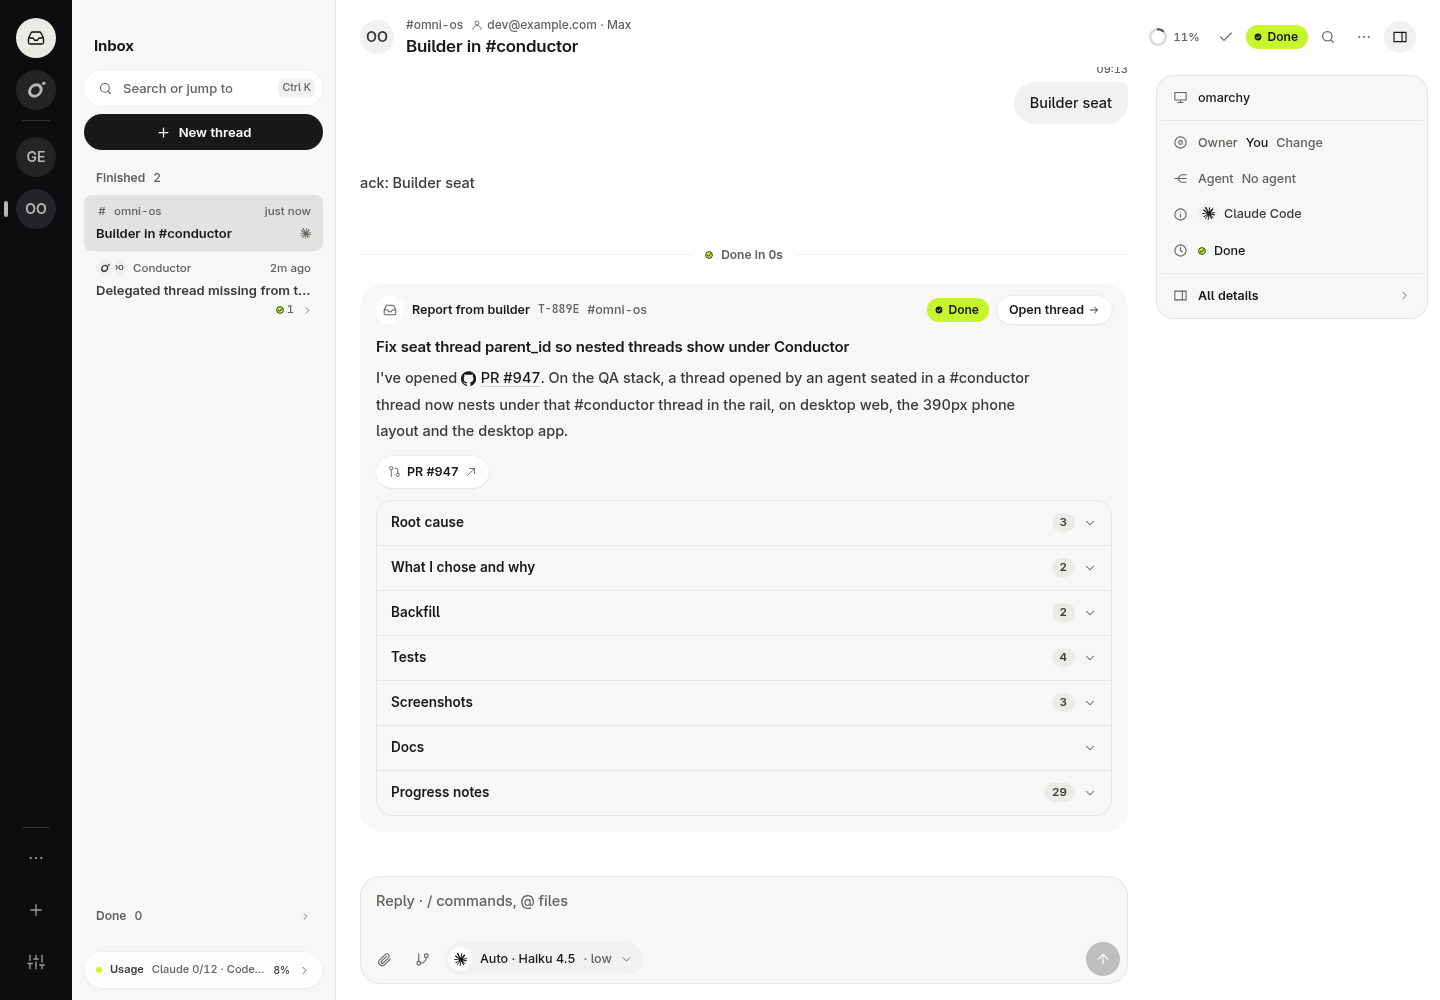 Inbox
Search or jump to
Ctrl K
New thread
GE
OO
Finished 2
# omni-os
just now
Builder in #conductor
Conductor
2m ago
Delegated thread missing from t...
1
Done 0
Usage Claude 0/12 · Code... 8%
OO
#omni-os dev@example.com · Max
Builder in #conductor
11%
Done
09:13
Builder seat
ack: Builder seat
Done in 0s
Report from builder T-889E #omni-os
Done
Open thread
Fix seat thread parent_id so nested threads show under Conductor
I've opened PR #947. On the QA stack, a thread opened by an agent seated in a #conductor
thread now nests under that #conductor thread in the rail, on desktop web, the 390px phone
layout and the desktop app.
PR #947
Root cause 3
What I chose and why 2
Backfill 2
Tests 4
Screenshots 3
Docs
Progress notes 29
Reply · / commands, @ files
Auto · Haiku 4.5 · low
omarchy
Owner You Change
Agent No agent
Claude Code
Done
All details